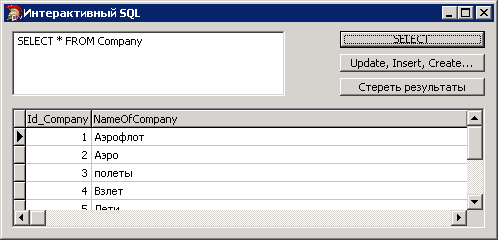 Интерактивный SQL
SELECT * FROM Company
SELECT
Update, Insert, Create...
Стереть результаты
Id_Company NameOfCompany
1 Аэрофлот
2 Аэро
3 полеты
4 Взлет
5 Лети